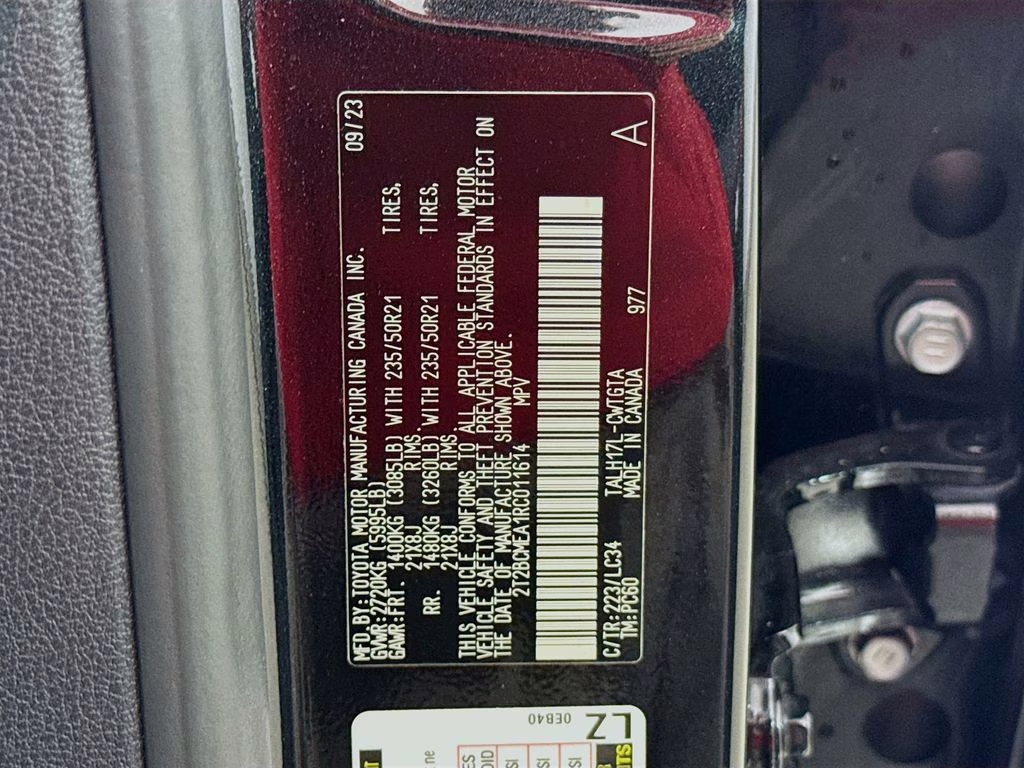 MFD.BY:TOYOTA MOTOR MANUFACTURING CANADA INC. 09/23
GVWR:2720KG (5995LB)
GAWR:FRT. 1400KG (3085LB) WITH 235/50R21 TIRES,
21X8J RIMS
RR. 1480KG (3260LB) WITH 235/50R21 TIRES,
21X8J RIMS
THIS VEHICLE CONFORMS TO ALL APPLICABLE FEDERAL MOTOR
VEHICLE SAFETY AND THEFT PREVENTION STANDARDS IN EFFECT ON
THE DATE OF MANUFACTURE SHOWN ABOVE.
2T2BCMEA1RC011614 MPV
C/TR:223/LC34 TALH17L-CWTGTA
TM:PC60 MADE IN CANADA 977 A
0EB40
LZ